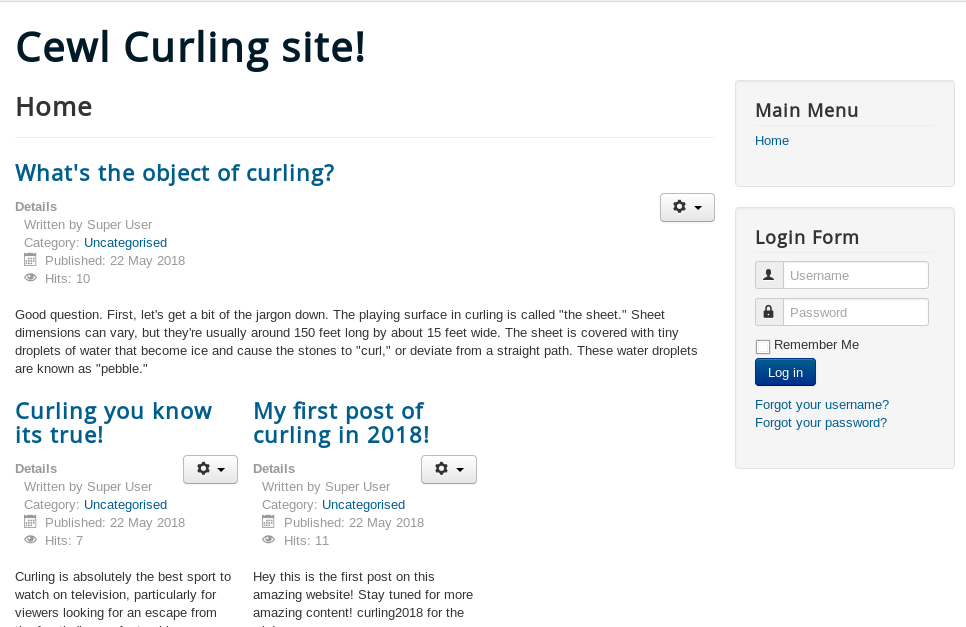 Cewl Curling site!
Home
What's the object of curling?
Details
Written by Super User
Category: Uncategorised
Published: 22 May 2018
Hits: 10
Good question. First, let's get a bit of the jargon down. The playing surface in curling is called "the sheet." Sheet
dimensions can vary, but they're usually around 150 feet long by about 15 feet wide. The sheet is covered with tiny
droplets of water that become ice and cause the stones to "curl," or deviate from a straight path. These water droplets
are known as "pebble."
Curling you know
its true!
Details
Written by Super User
Category: Uncategorised
Published: 22 May 2018
Hits: 7
Curling is absolutely the best sport to
watch on television, particularly for
viewers looking for an escape from
My first post of
curling in 2018!
Details
Written by Super User
Category: Uncategorised
Published: 22 May 2018
Hits: 11
Hey this is the first post on this
amazing website! Stay tuned for more
amazing content! curling2018 for the
Main Menu
Home
Login Form
Username
Password
Remember Me
Log in
Forgot your username?
Forgot your password?